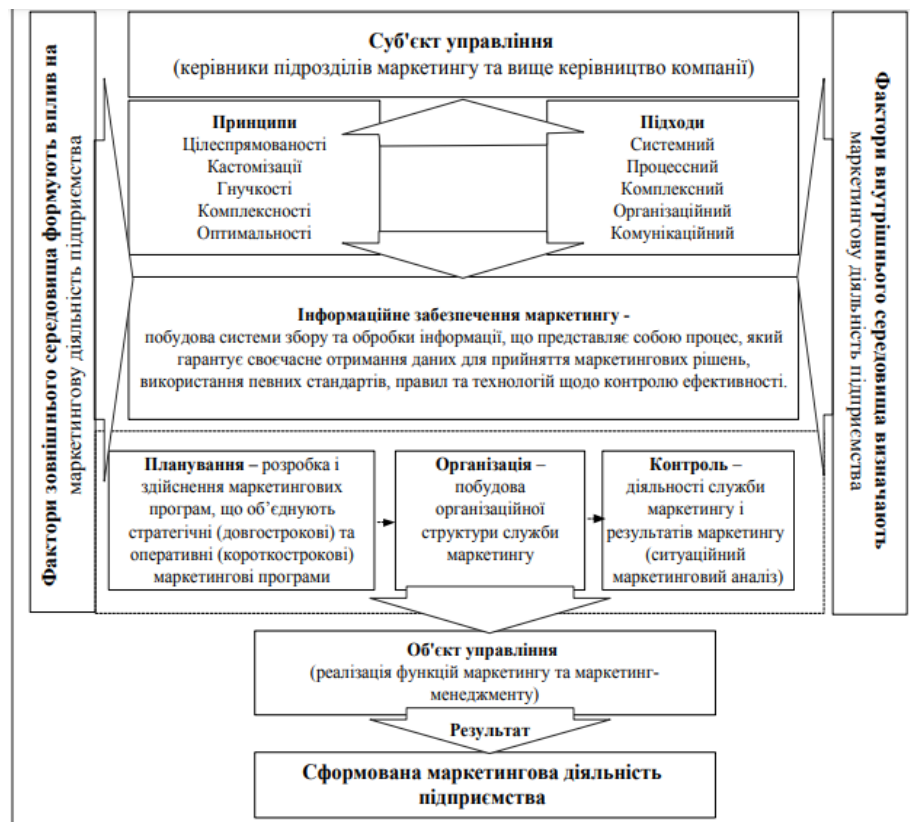 Фактори зовнішнього середовища формують вплив на
маркетингову діяльність підприємства
Суб'єкт управління
(керівники підрозділів маркетингу та вище керівництво компанії)
Принципи
Цілеспрямованості
Кастомізації
Гнучкості
Комплексності
Оптимальності
Підходи
Системний
Процессний
Комплексний
Організаційний
Комунікаційний
Інформаційне забезпечення маркетингу -
побудова системи збору та обробки інформації, що представляє собою процес, який
гарантує своєчасне отримання даних для прийняття маркетингових рішень,
використання певних стандартів, правил та технологій щодо контролю ефективності.
Планування – розробка і
здійснення маркетингових
програм, що об’єднують
стратегічні (довгострокові) та
оперативні (короткострокові)
маркетингові програми
Організація –
побудова
організаційної
структури служби
маркетингу
Контроль –
діяльності служби
маркетингу і
результатів маркетингу
(ситуаційний
маркетинговий аналіз)
Об'єкт управління
(реалізація функцій маркетингу та маркетинг-
менеджменту)
Результат
Сформована маркетингова діяльність
підприємства
Фактори внутрішнього середовища визначають
маркетингову діяльність підприємства